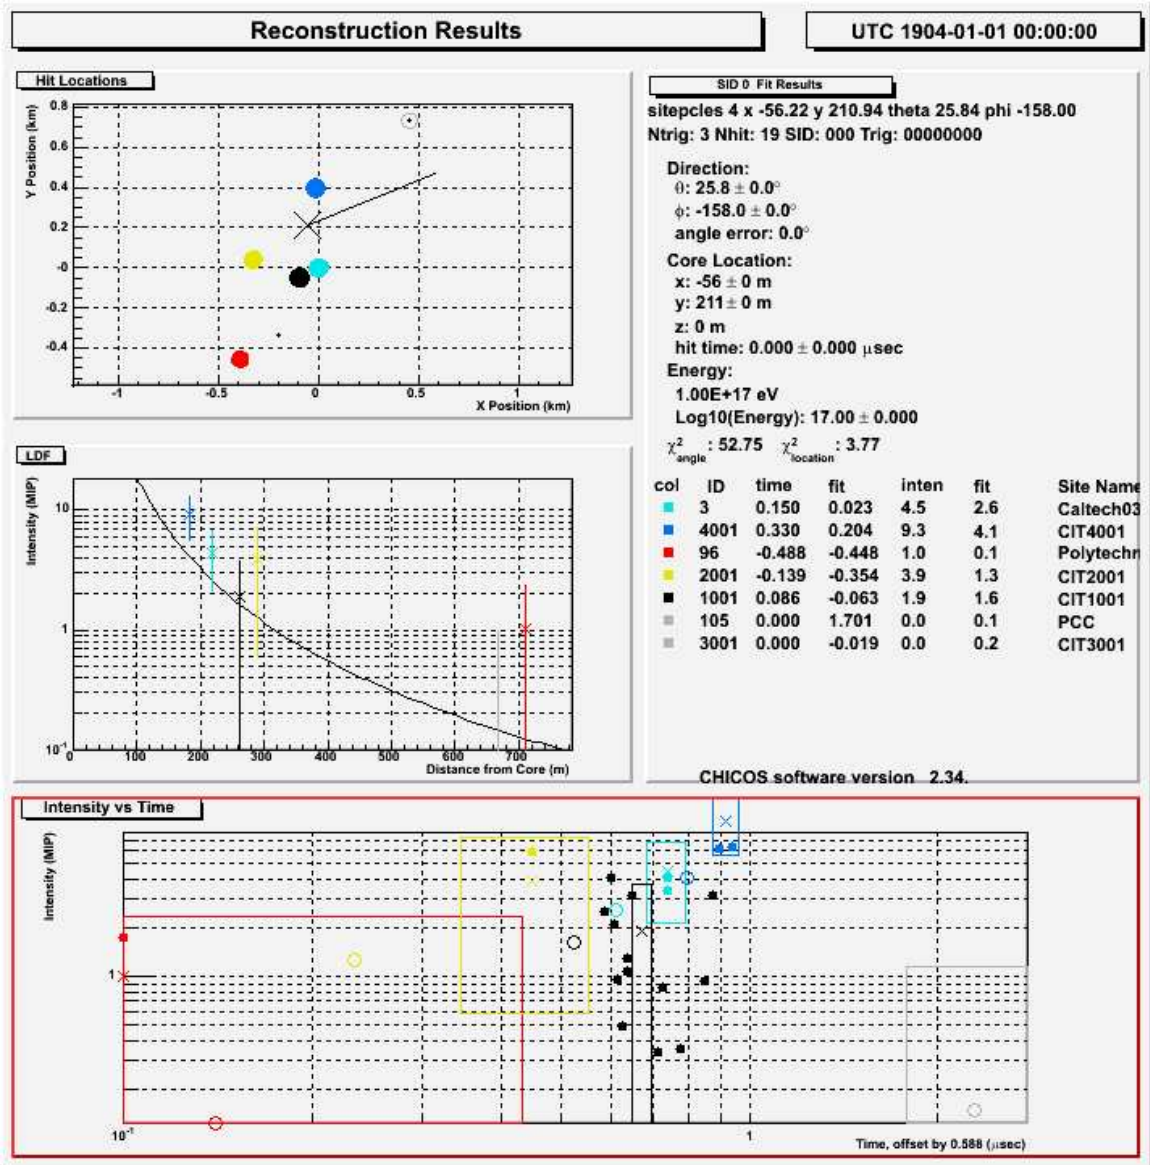 Reconstruction Results
UTC 1904-01-01 00:00:00
Hit Locations
Y Position (km)
0.8
0.6
0.4
0.2
-0
-0.2
-0.4
-1 -0.5 0 0.5 1
X Position (km)
SID 0 Fit Results
sitepcles 4 x -56.22 y 210.94 theta 25.84 phi -158.00
Ntrig: 3 Nhit: 19 SID: 000 Trig: 00000000
Direction:
θ: 25.8 ± 0.0°
ϕ: -158.0 ± 0.0°
angle error: 0.0°
Core Location:
x: -56 ± 0 m
y: 211 ± 0 m
z: 0 m
hit time: 0.000 ± 0.000 μsec
Energy:
1.00E+17 eV
Log10(Energy): 17.00 ± 0.000
χ²angle : 52.75 χ²location : 3.77
col ID time fit inten fit Site Name
3 0.150 0.023 4.5 2.6 Caltech03
4001 0.330 0.204 9.3 4.1 CIT4001
96 -0.488 -0.448 1.0 0.1 Polytechn
2001 -0.139 -0.354 3.9 1.3 CIT2001
1001 0.086 -0.063 1.9 1.6 CIT1001
105 0.000 1.701 0.0 0.1 PCC
3001 0.000 -0.019 0.0 0.2 CIT3001
CHICOS software version 2.34.
LDF
Intensity (MIP)
10
1
10⁻¹
0 100 200 300 400 500 600 700
Distance from Core (m)
Intensity vs Time
Intensity (MIP)
1
10⁻¹ 1
Time, offset by 0.588 (μsec)